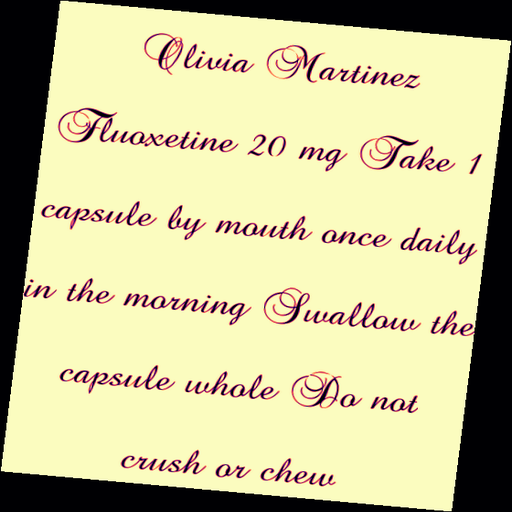 Olivia Martinez
Fluoxetine 20 mg Take 1
capsule by mouth once daily
in the morning Swallow the
capsule whole Do not
crush or chew